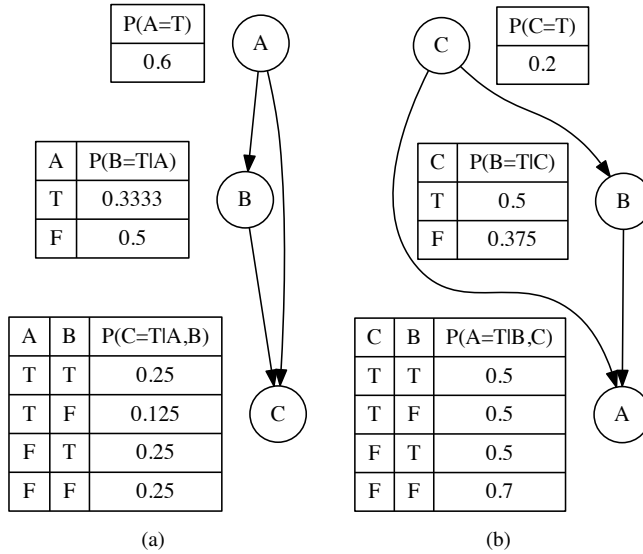 P(A=T)
0.6
A
A P(B=T|A)
T 0.3333
F 0.5
B
A B P(C=T|A,B)
T T 0.25
T F 0.125
F T 0.25
F F 0.25
C
(a)
C
P(C=T)
0.2
C P(B=T|C)
T 0.5
F 0.375
B
C B P(A=T|B,C)
T T 0.5
T F 0.5
F T 0.5
F F 0.7
A
(b)